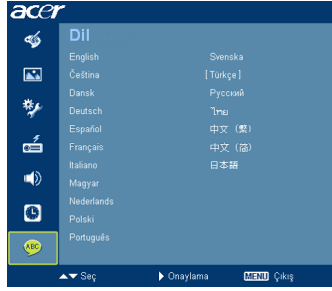 acer
Dil
English
Čeština
Dansk
Deutsch
Español
Français
Italiano
Magyar
Nederlands
Polski
Português
Svenska
[Türkçe]
Русский
ไทย
中文 (繁)
中文 (简)
日本語
ABC
Seç
Onaylama
MENU Çıkış